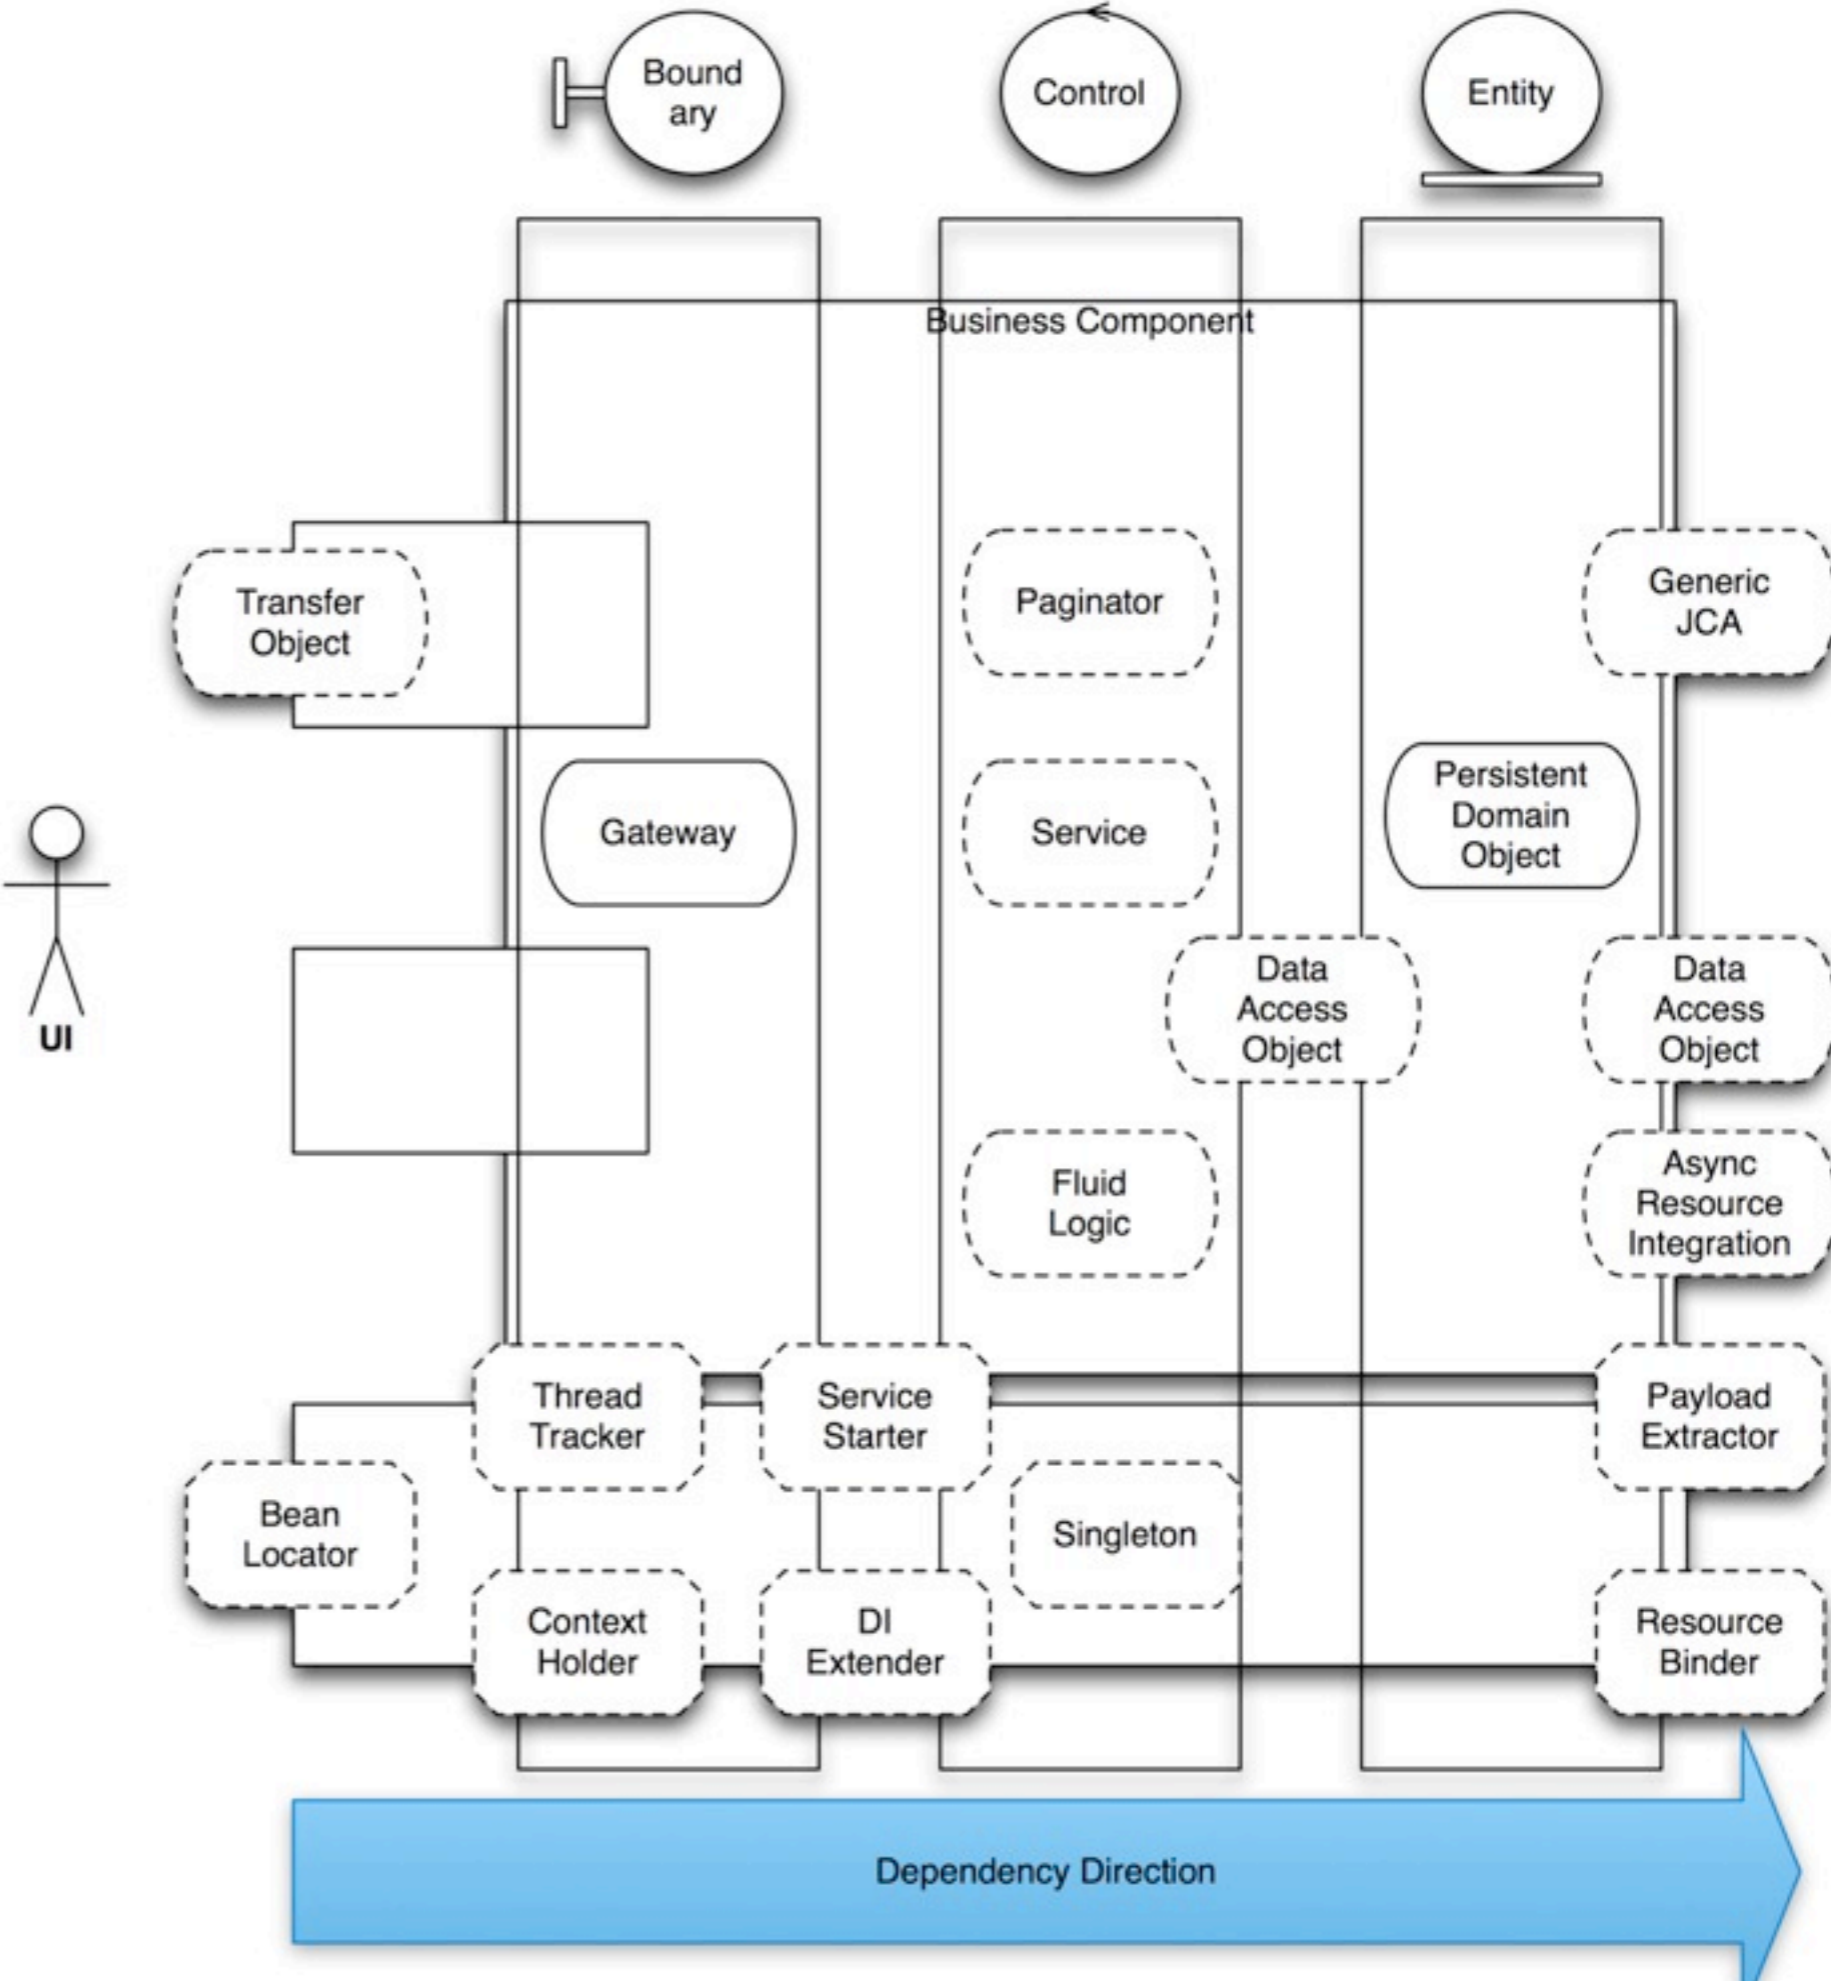 Bound
ary
Control
Entity
Business Component
Transfer
Object
Paginator
Generic
JCA
Gateway
Service
Persistent
Domain
Object
UI
Data
Access
Object
Data
Access
Object
Fluid
Logic
Async
Resource
Integration
Thread
Tracker
Service
Starter
Payload
Extractor
Bean
Locator
Singleton
Context
Holder
DI
Extender
Resource
Binder
Dependency Direction